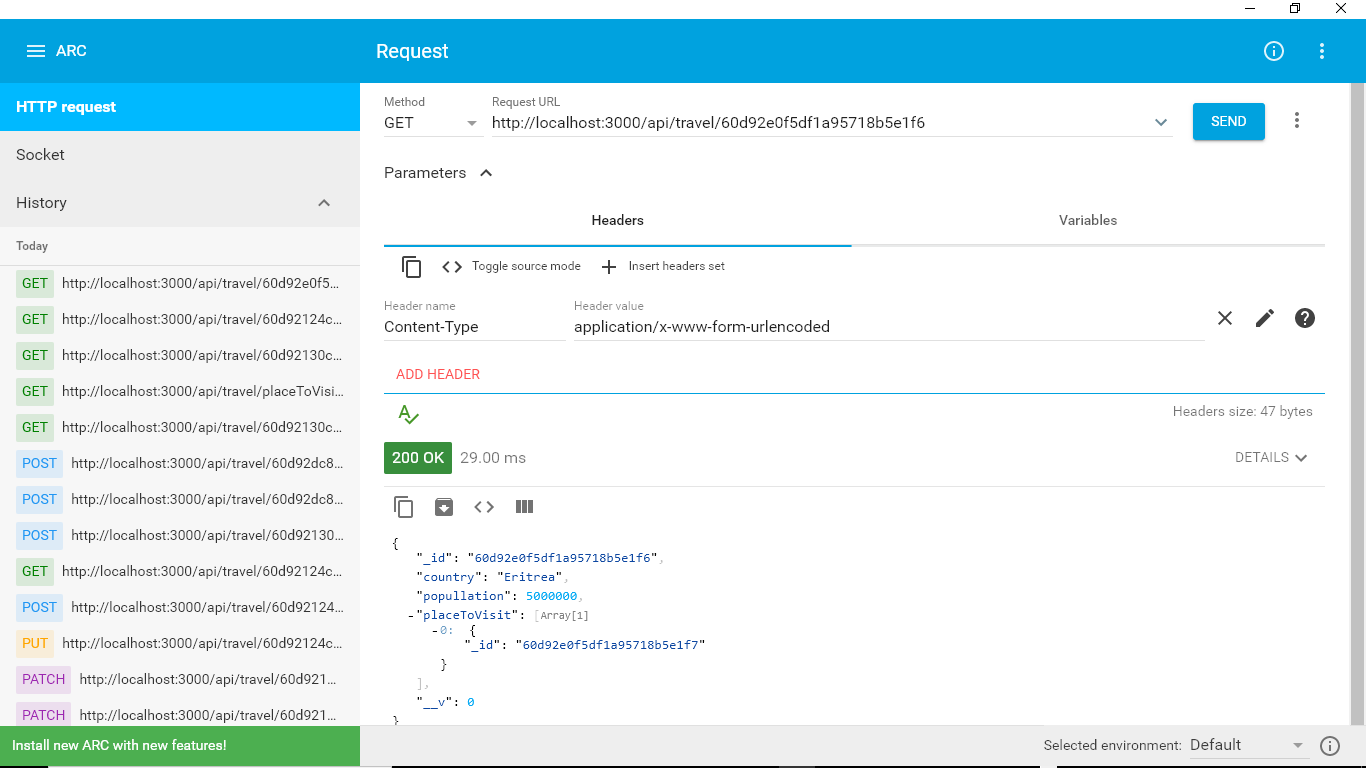 ARC
Request
HTTP request
Socket
History
Today
GET http://localhost:3000/api/travel/60d92e0f5...
GET http://localhost:3000/api/travel/60d92124c...
GET http://localhost:3000/api/travel/60d92130c...
GET http://localhost:3000/api/travel/placeToVisi...
GET http://localhost:3000/api/travel/60d92130c...
POST http://localhost:3000/api/travel/60d92dc8...
POST http://localhost:3000/api/travel/60d92dc8...
POST http://localhost:3000/api/travel/60d92130...
GET http://localhost:3000/api/travel/60d92124c...
POST http://localhost:3000/api/travel/60d92124...
PUT http://localhost:3000/api/travel/60d92124c...
PATCH http://localhost:3000/api/travel/60d921...
PATCH http://localhost:3000/api/travel/60d921...
Install new ARC with new features!
Method Request URL
GET http://localhost:3000/api/travel/60d92e0f5df1a95718b5e1f6 SEND
Parameters
Headers Variables
Toggle source mode Insert headers set
Header name Header value
Content-Type application/x-www-form-urlencoded
ADD HEADER
A Headers size: 47 bytes
200 OK 29.00 ms DETAILS
{
"_id": "60d92e0f5df1a95718b5e1f6",
"country": "Eritrea",
"popullation": 5000000,
-"placeToVisit": [Array[1]
-0: {
"_id": "60d92e0f5df1a95718b5e1f7"
}
],
"__v": 0
}
Selected environment: Default